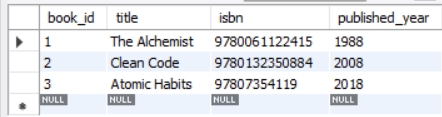 book_id title isbn published_year
1 The Alchemist 9780061122415 1988
2 Clean Code 9780132350884 2008
3 Atomic Habits 97807354119 2018
NULL NULL NULL NULL